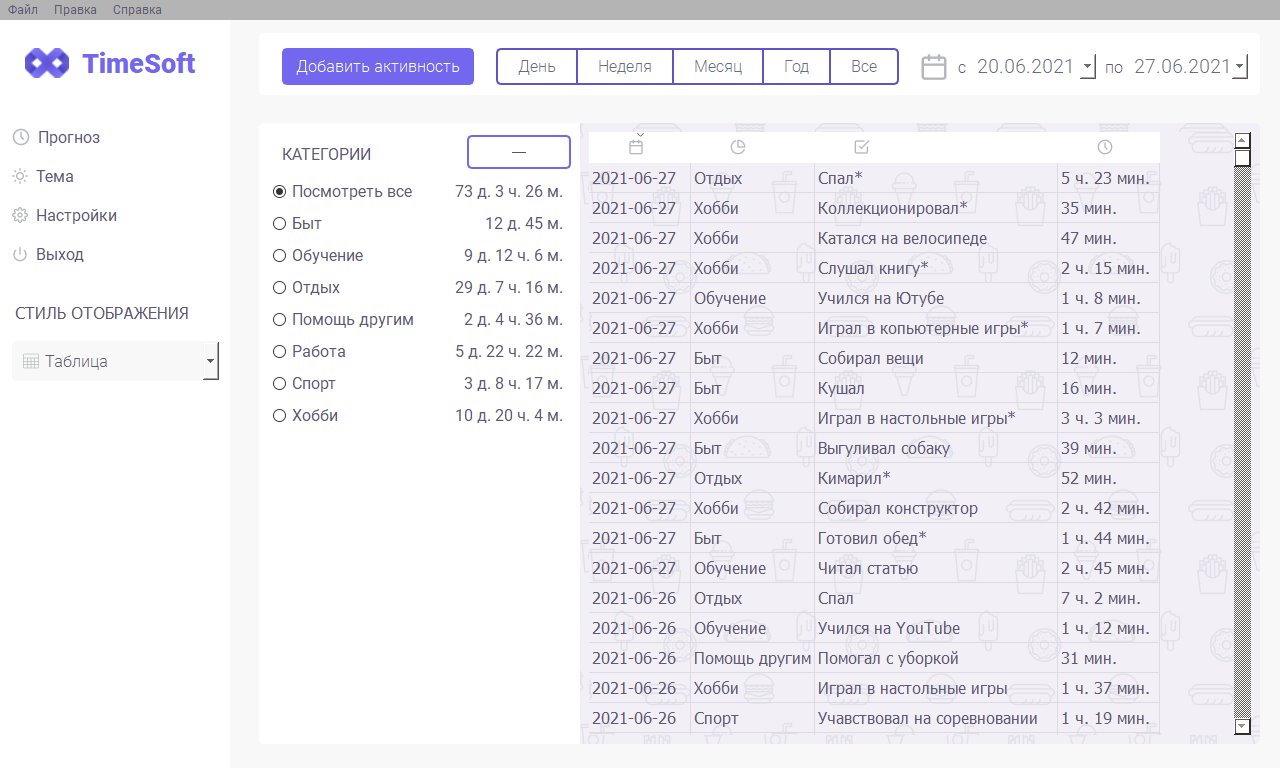 Файл Правка Справка
TimeSoft
Добавить активность День Неделя Месяц Год Все с 20.06.2021 по 27.06.2021
Прогноз
Тема
Настройки
Выход
СТИЛЬ ОТОБРАЖЕНИЯ
Таблица
КАТЕГОРИИ —
Посмотреть все 73 д. 3 ч. 26 м.
Быт 12 д. 45 м.
Обучение 9 д. 12 ч. 6 м.
Отдых 29 д. 7 ч. 16 м.
Помощь другим 2 д. 4 ч. 36 м.
Работа 5 д. 22 ч. 22 м.
Спорт 3 д. 8 ч. 17 м.
Хобби 10 д. 20 ч. 4 м.
2021-06-27 Отдых Спал* 5 ч. 23 мин.
2021-06-27 Хобби Коллекционировал* 35 мин.
2021-06-27 Хобби Катался на велосипеде 47 мин.
2021-06-27 Хобби Слушал книгу* 2 ч. 15 мин.
2021-06-27 Обучение Учился на Ютубе 1 ч. 8 мин.
2021-06-27 Хобби Играл в копьютерные игры* 1 ч. 7 мин.
2021-06-27 Быт Собирал вещи 12 мин.
2021-06-27 Быт Кушал 16 мин.
2021-06-27 Хобби Играл в настольные игры* 3 ч. 3 мин.
2021-06-27 Быт Выгуливал собаку 39 мин.
2021-06-27 Отдых Кимарил* 52 мин.
2021-06-27 Хобби Собирал конструктор 2 ч. 42 мин.
2021-06-27 Быт Готовил обед* 1 ч. 44 мин.
2021-06-27 Обучение Читал статью 2 ч. 45 мин.
2021-06-26 Отдых Спал 7 ч. 2 мин.
2021-06-26 Обучение Учился на YouTube 1 ч. 12 мин.
2021-06-26 Помощь другим Помогал с уборкой 31 мин.
2021-06-26 Хобби Играл в настольные игры 1 ч. 37 мин.
2021-06-26 Спорт Учавствовал на соревновании 1 ч. 19 мин.